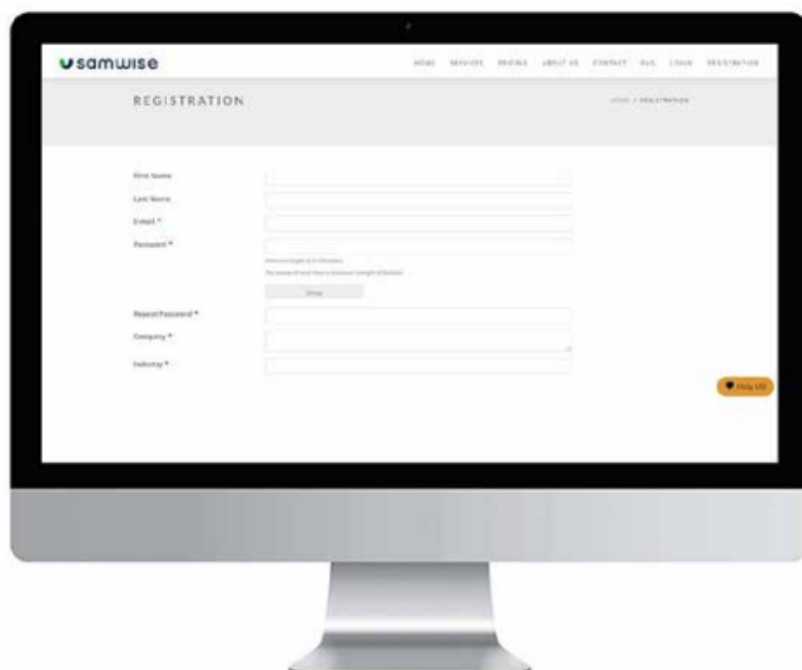 samwise
HOME SERVICES PRICING ABOUT US CONTACT FAQ LOGIN REGISTRATION
REGISTRATION
HOME / REGISTRATION
First Name
Last Name
E-mail *
Password *
Repeat Password *
Company *
Industry *